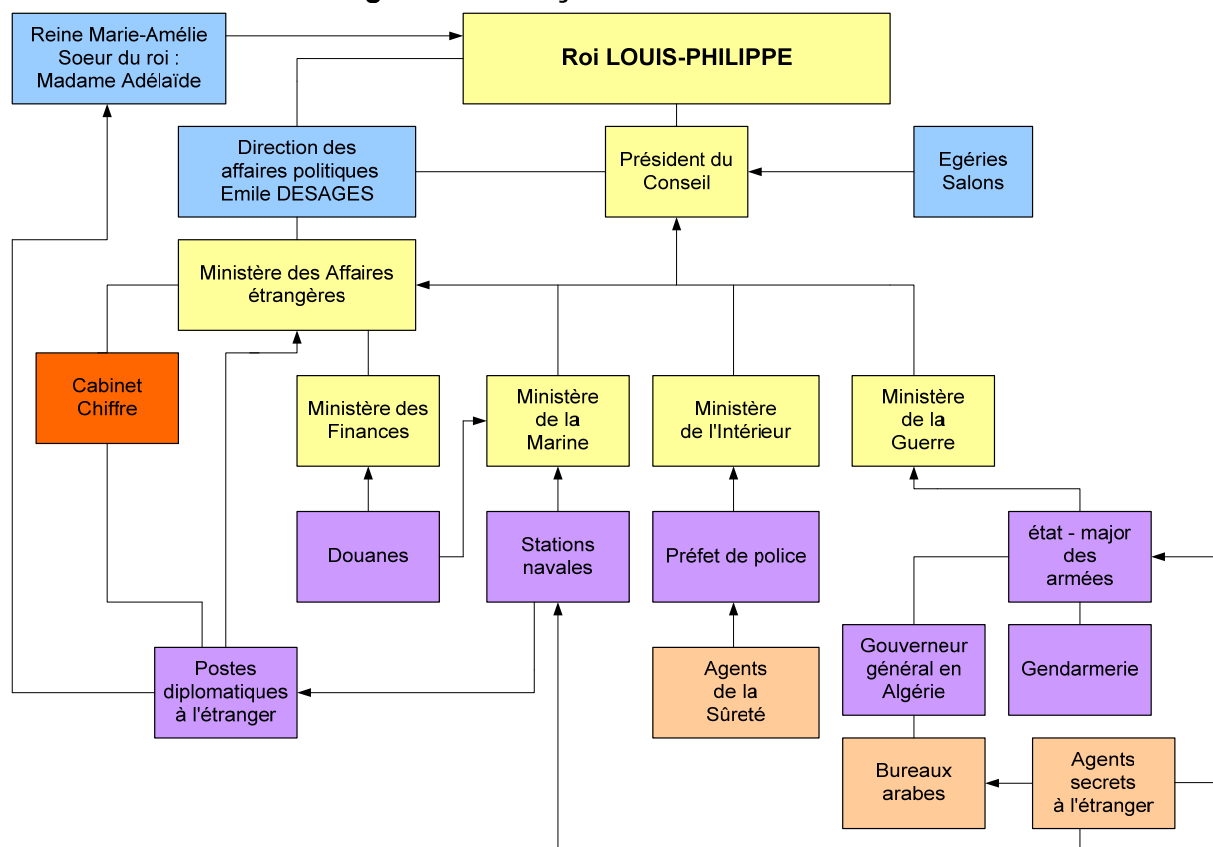 Reine Marie-Amélie
Soeur du roi :
Madame Adélaïde
Roi LOUIS-PHILIPPE
Direction des
affaires politiques
Emile DESAGES
Président du
Conseil
Egéries
Salons
Ministère des Affaires
étrangères
Cabinet
Chiffre
Ministère des
Finances
Ministère
de la
Marine
Ministère
de l'Intérieur
Ministère
de la
Guerre
Douanes
Stations
navales
Préfet de police
état - major
des
armées
Postes
diplomatiques
à l'étranger
Agents
de la
Sûreté
Gouverneur
général en
Algérie
Gendarmerie
Bureaux
arabes
Agents
secrets
à l'étranger